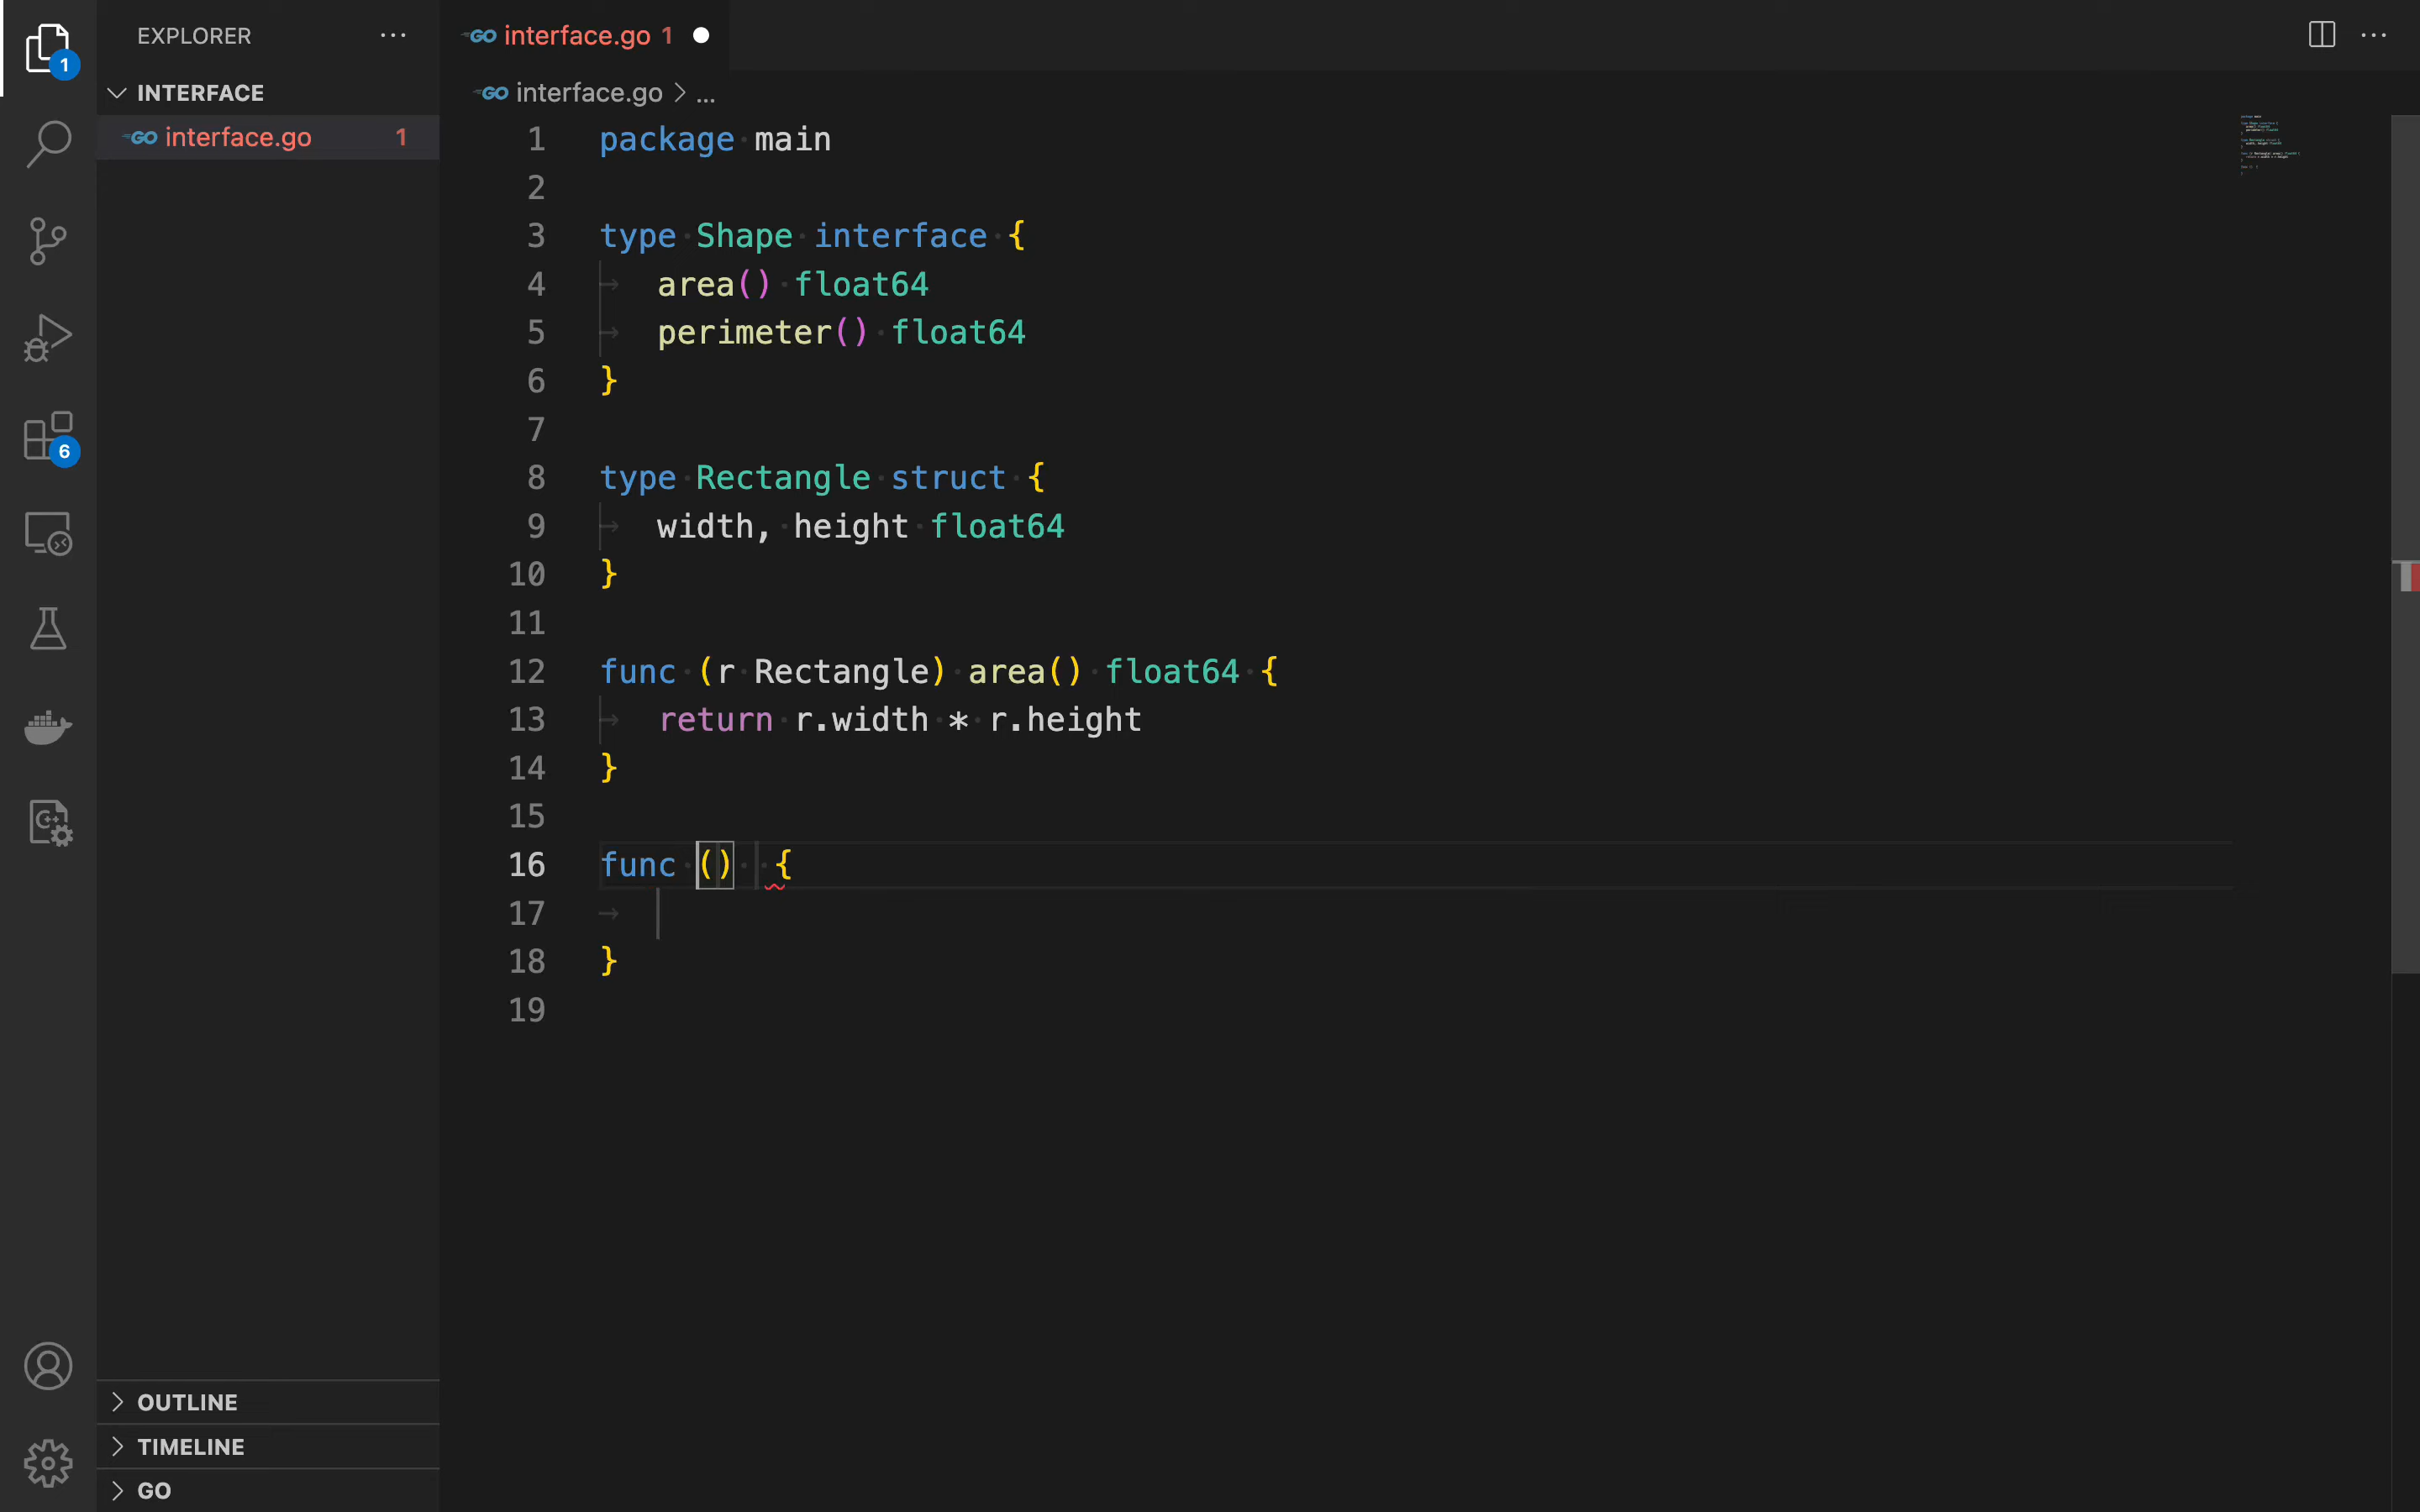 EXPLORER
INTERFACE
GO interface.go 1
1
6
OUTLINE
TIMELINE
GO
GO interface.go 1
GO interface.go > ...
1 package main
2
3 type Shape interface {
4 area() float64
5 perimeter() float64
6 }
7
8 type Rectangle struct {
9 width, height float64
10 }
11
12 func (r Rectangle) area() float64 {
13 return r.width * r.height
14 }
15
16 func () {
17
18 }
19